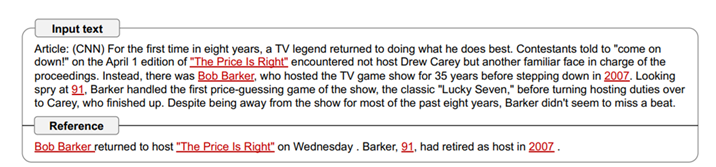 Input text
Article: (CNN) For the first time in eight years, a TV legend returned to doing what he does best. Contestants told to "come on
down!" on the April 1 edition of "The Price Is Right" encountered not host Drew Carey but another familiar face in charge of the
proceedings. Instead, there was Bob Barker, who hosted the TV game show for 35 years before stepping down in 2007. Looking
spry at 91, Barker handled the first price-guessing game of the show, the classic "Lucky Seven," before turning hosting duties over
to Carey, who finished up. Despite being away from the show for most of the past eight years, Barker didn't seem to miss a beat.
Reference
Bob Barker returned to host "The Price Is Right" on Wednesday . Barker, 91, had retired as host in 2007 .